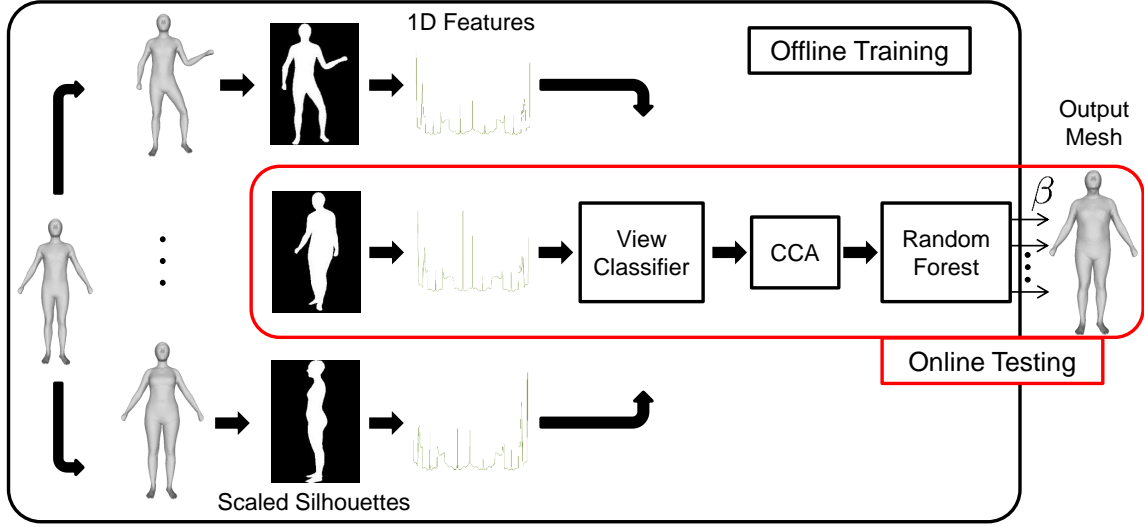 1D Features
Offline Training
Output
Mesh
β
View
Classifier
CCA
Random
Forest
Online Testing
Scaled Silhouettes